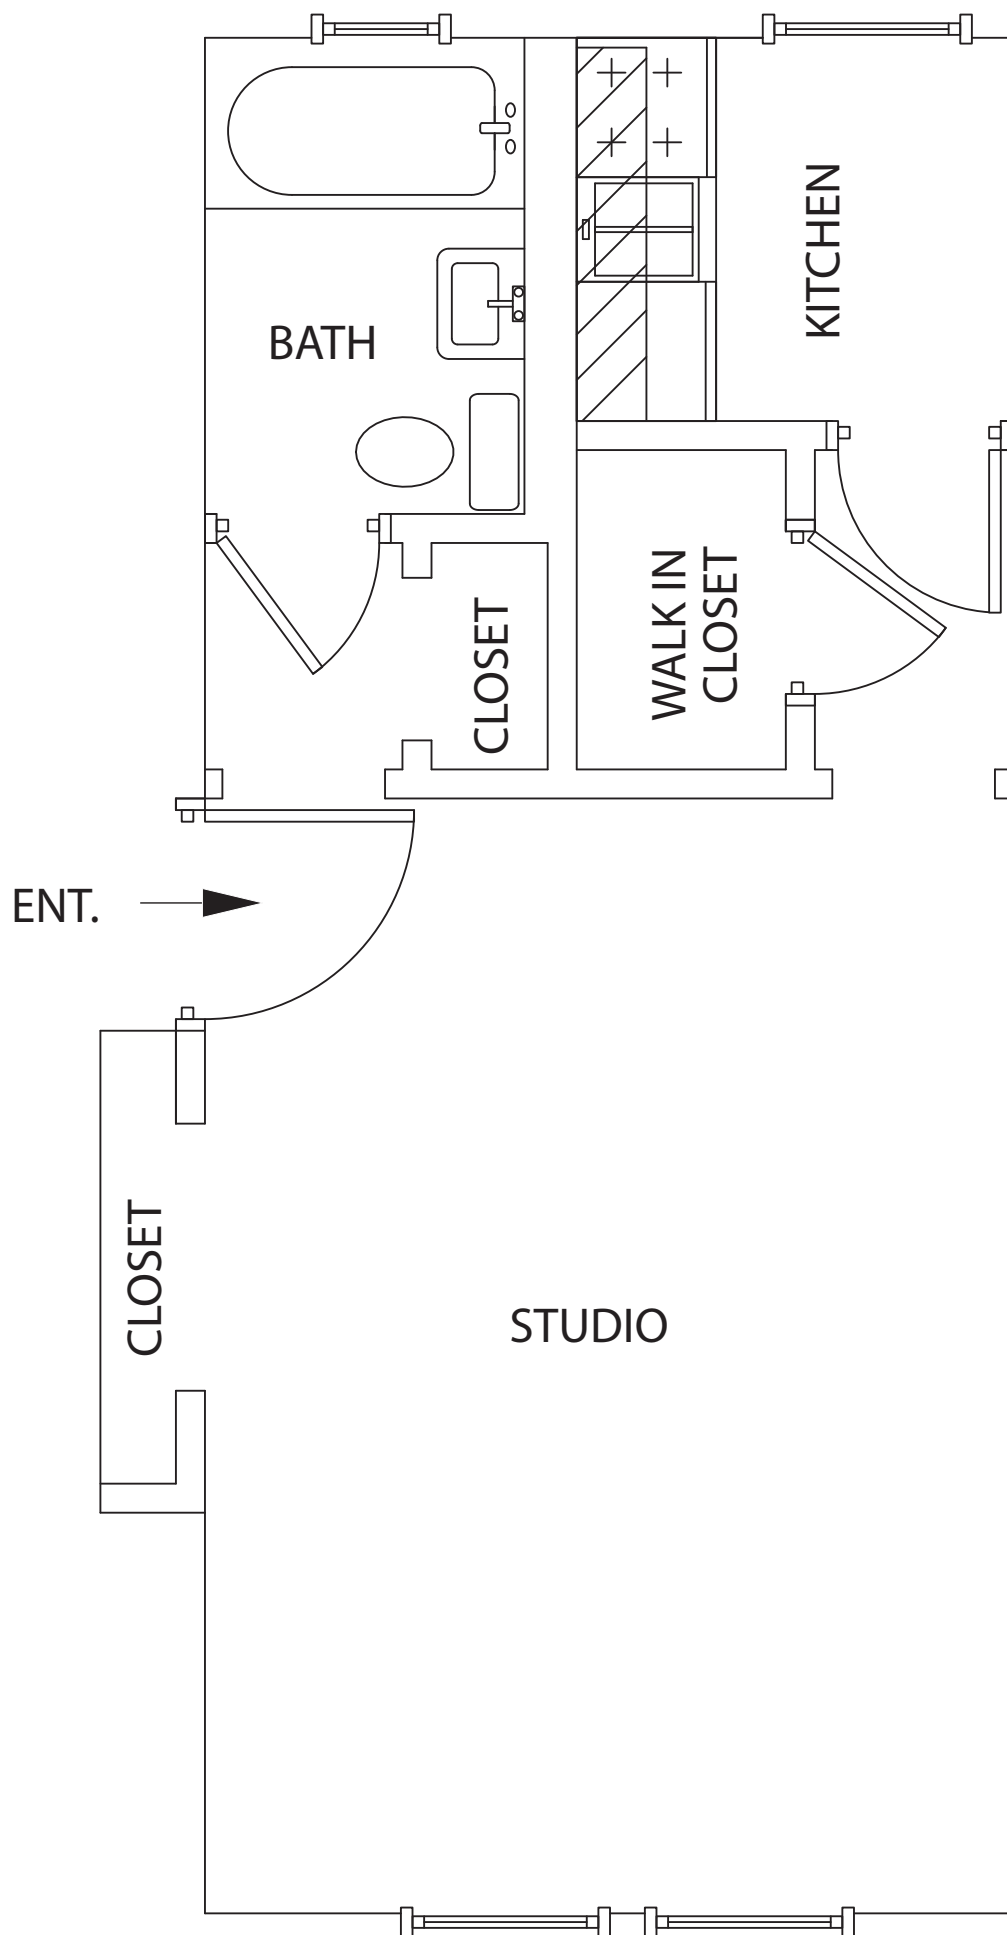 KITCHEN
BATH
WALK IN
CLOSET
CLOSET
ENT.
CLOSET
STUDIO